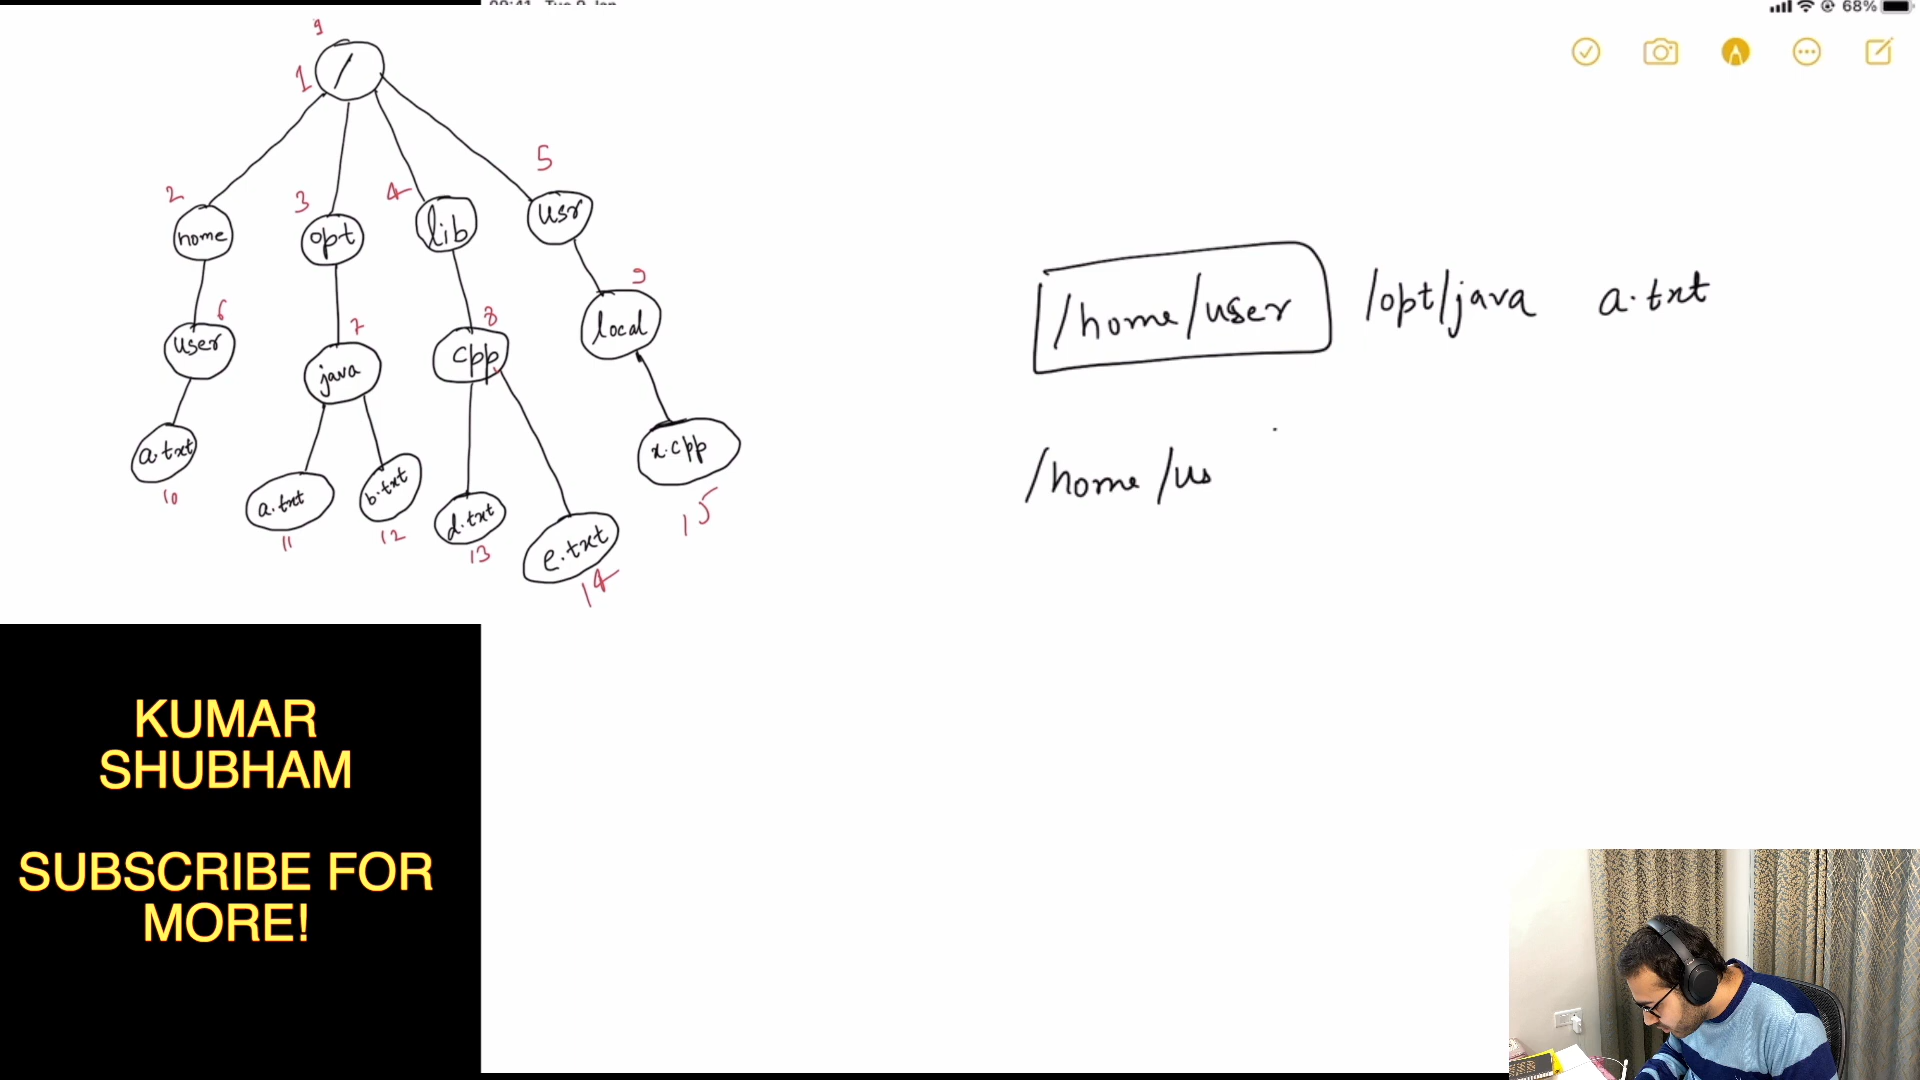 68%
9
1
/
5
2
3
4
home
opt
lib
usr
9
6
7
8
user
java
cpp
local
/home/user /opt/java a.txt
a.txt
a.txt
b.txt
d.txt
e.txt
x.cpp
/home/us
10
11
12
13
14
15
KUMAR
SHUBHAM
SUBSCRIBE FOR
MORE!